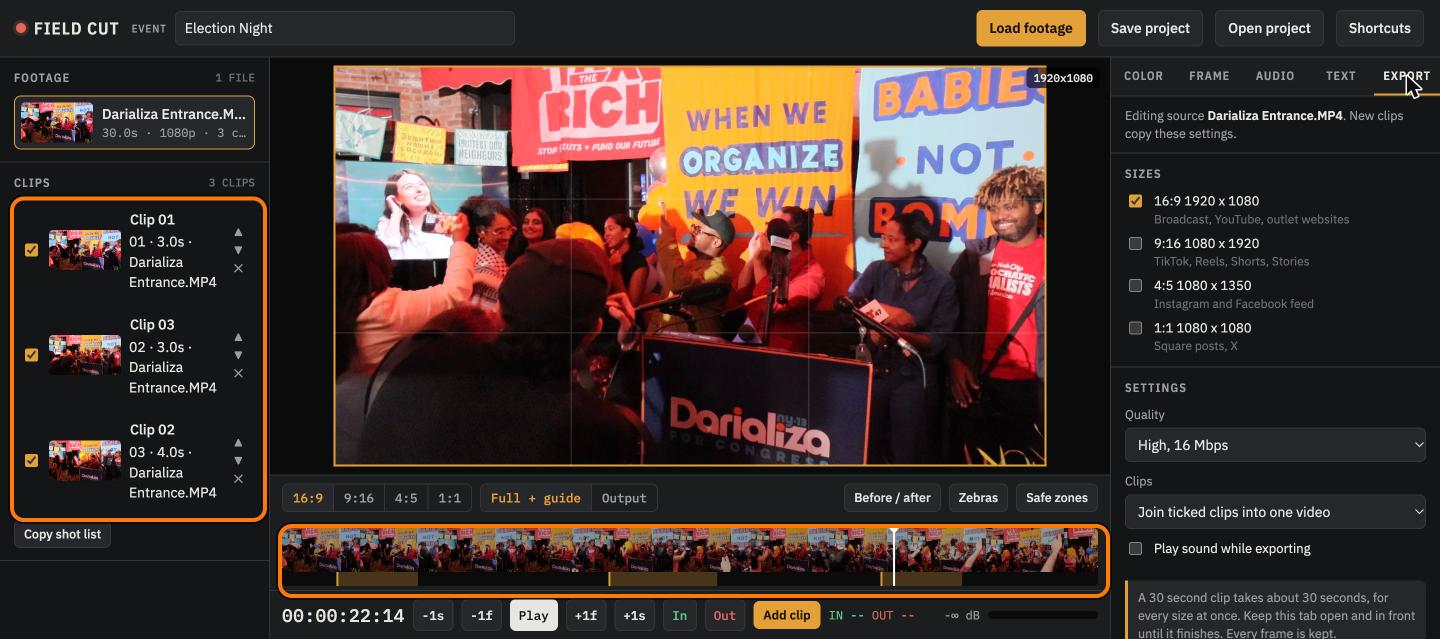 FIELD CUT
EVENT
Election Night
Load footage
Save project
Open project
Shortcuts
FOOTAGE
1 FILE
Darializa Entrance.M...
30.0s · 1080p · 3 c…
CLIPS
3 CLIPS
Clip 01
01 · 3.0s ·
Darializa
Entrance.MP4
Clip 03
02 · 3.0s ·
Darializa
Entrance.MP4
Clip 02
03 · 4.0s ·
Darializa
Entrance.MP4
Copy shot list
1920x1080
TAX
THE
RICH
STOP CUTS + FUND OUR FUTURE
PROTECT
OUR
NEIGHBORS
WHEN WE
ORGANIZE
WE WIN
BABIES
NOT
BOM
47
NY-13
Darializa
FOR CONGRESS
16:9
9:16
4:5
1:1
Full + guide
Output
Before / after
Zebras
Safe zones
00:00:22:14
-1s
-1f
Play
+1f
+1s
In
Out
Add clip
IN --
OUT --
-∞ dB
COLOR
FRAME
AUDIO
TEXT
EXPORT
Editing source Darializa Entrance.MP4. New clips
copy these settings.
SIZES
16:9 1920 x 1080
Broadcast, YouTube, outlet websites
9:16 1080 x 1920
TikTok, Reels, Shorts, Stories
4:5 1080 x 1350
Instagram and Facebook feed
1:1 1080 x 1080
Square posts, X
SETTINGS
Quality
High, 16 Mbps
Clips
Join ticked clips into one video
Play sound while exporting
A 30 second clip takes about 30 seconds, for
every size at once. Keep this tab open and in front
until it finishes. Every frame is kept.